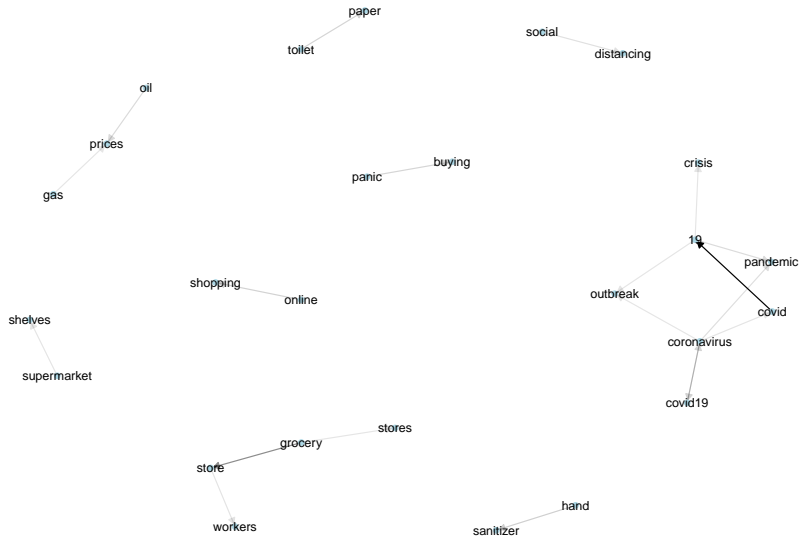 paper
social
toilet
distancing
oil
prices
buying
crisis
panic
gas
19
pandemic
shopping
outbreak
online
covid
shelves
coronavirus
supermarket
covid19
stores
grocery
store
hand
workers
sanitizer